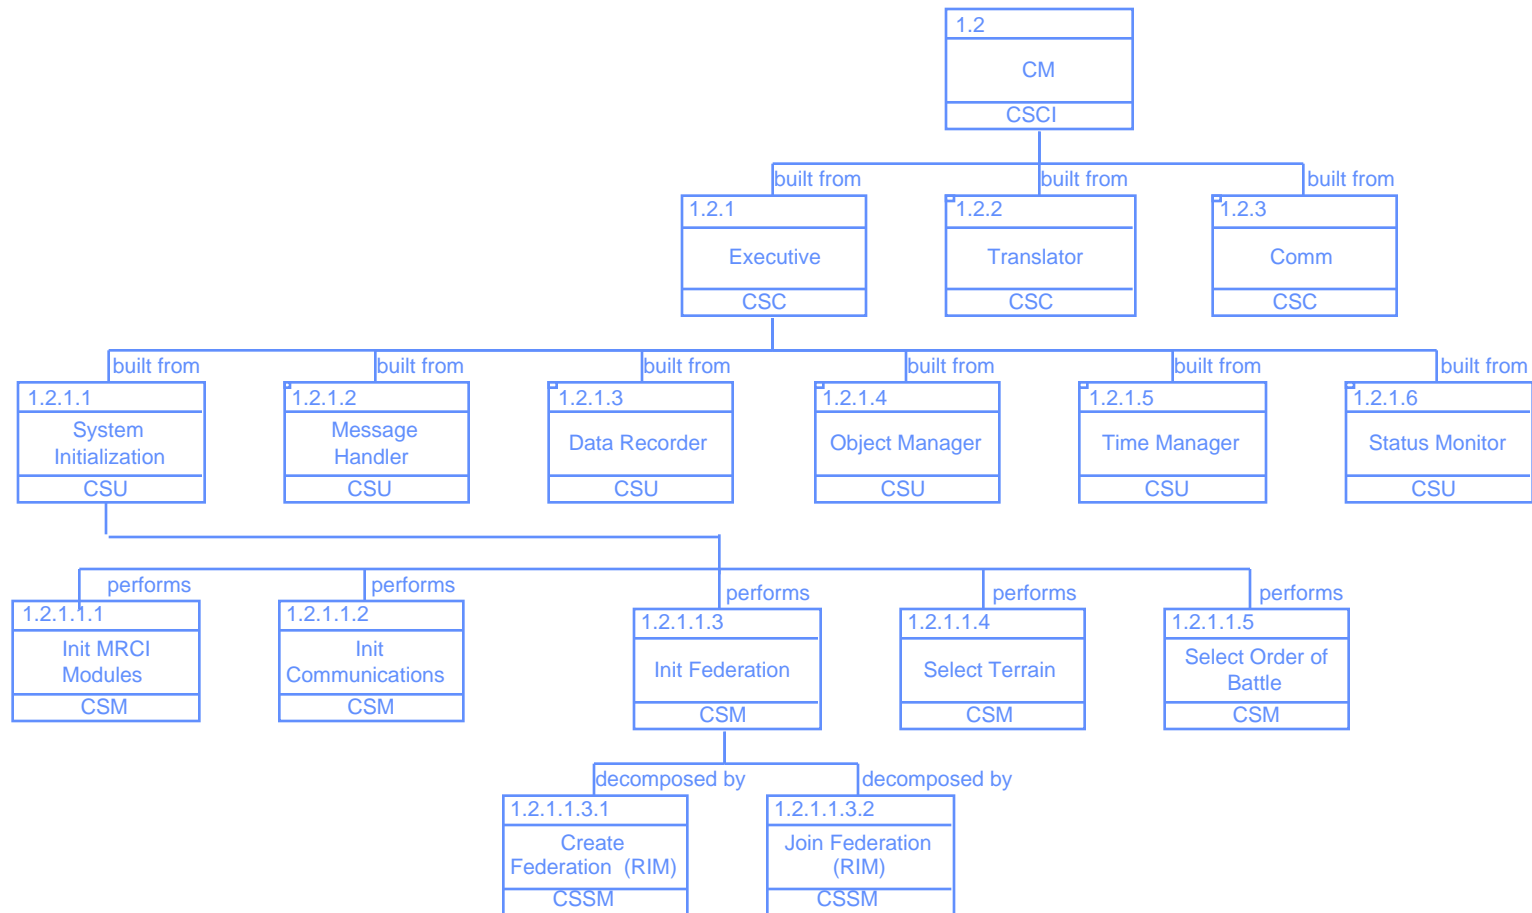 1.2
CM
CSCI
built from
built from
built from
1.2.1
Executive
CSC
1.2.2
Translator
CSC
1.2.3
Comm
CSC
built from
built from
built from
built from
built from
built from
1.2.1.1
System
Initialization
CSU
1.2.1.2
Message
Handler
CSU
1.2.1.3
Data Recorder
CSU
1.2.1.4
Object Manager
CSU
1.2.1.5
Time Manager
CSU
1.2.1.6
Status Monitor
CSU
performs
performs
performs
performs
performs
1.2.1.1.1
Init MRCI
Modules
CSM
1.2.1.1.2
Init
Communications
CSM
1.2.1.1.3
Init Federation
CSM
1.2.1.1.4
Select Terrain
CSM
1.2.1.1.5
Select Order of
Battle
CSM
decomposed by
decomposed by
1.2.1.1.3.1
Create
Federation (RIM)
CSSM
1.2.1.1.3.2
Join Federation
(RIM)
CSSM